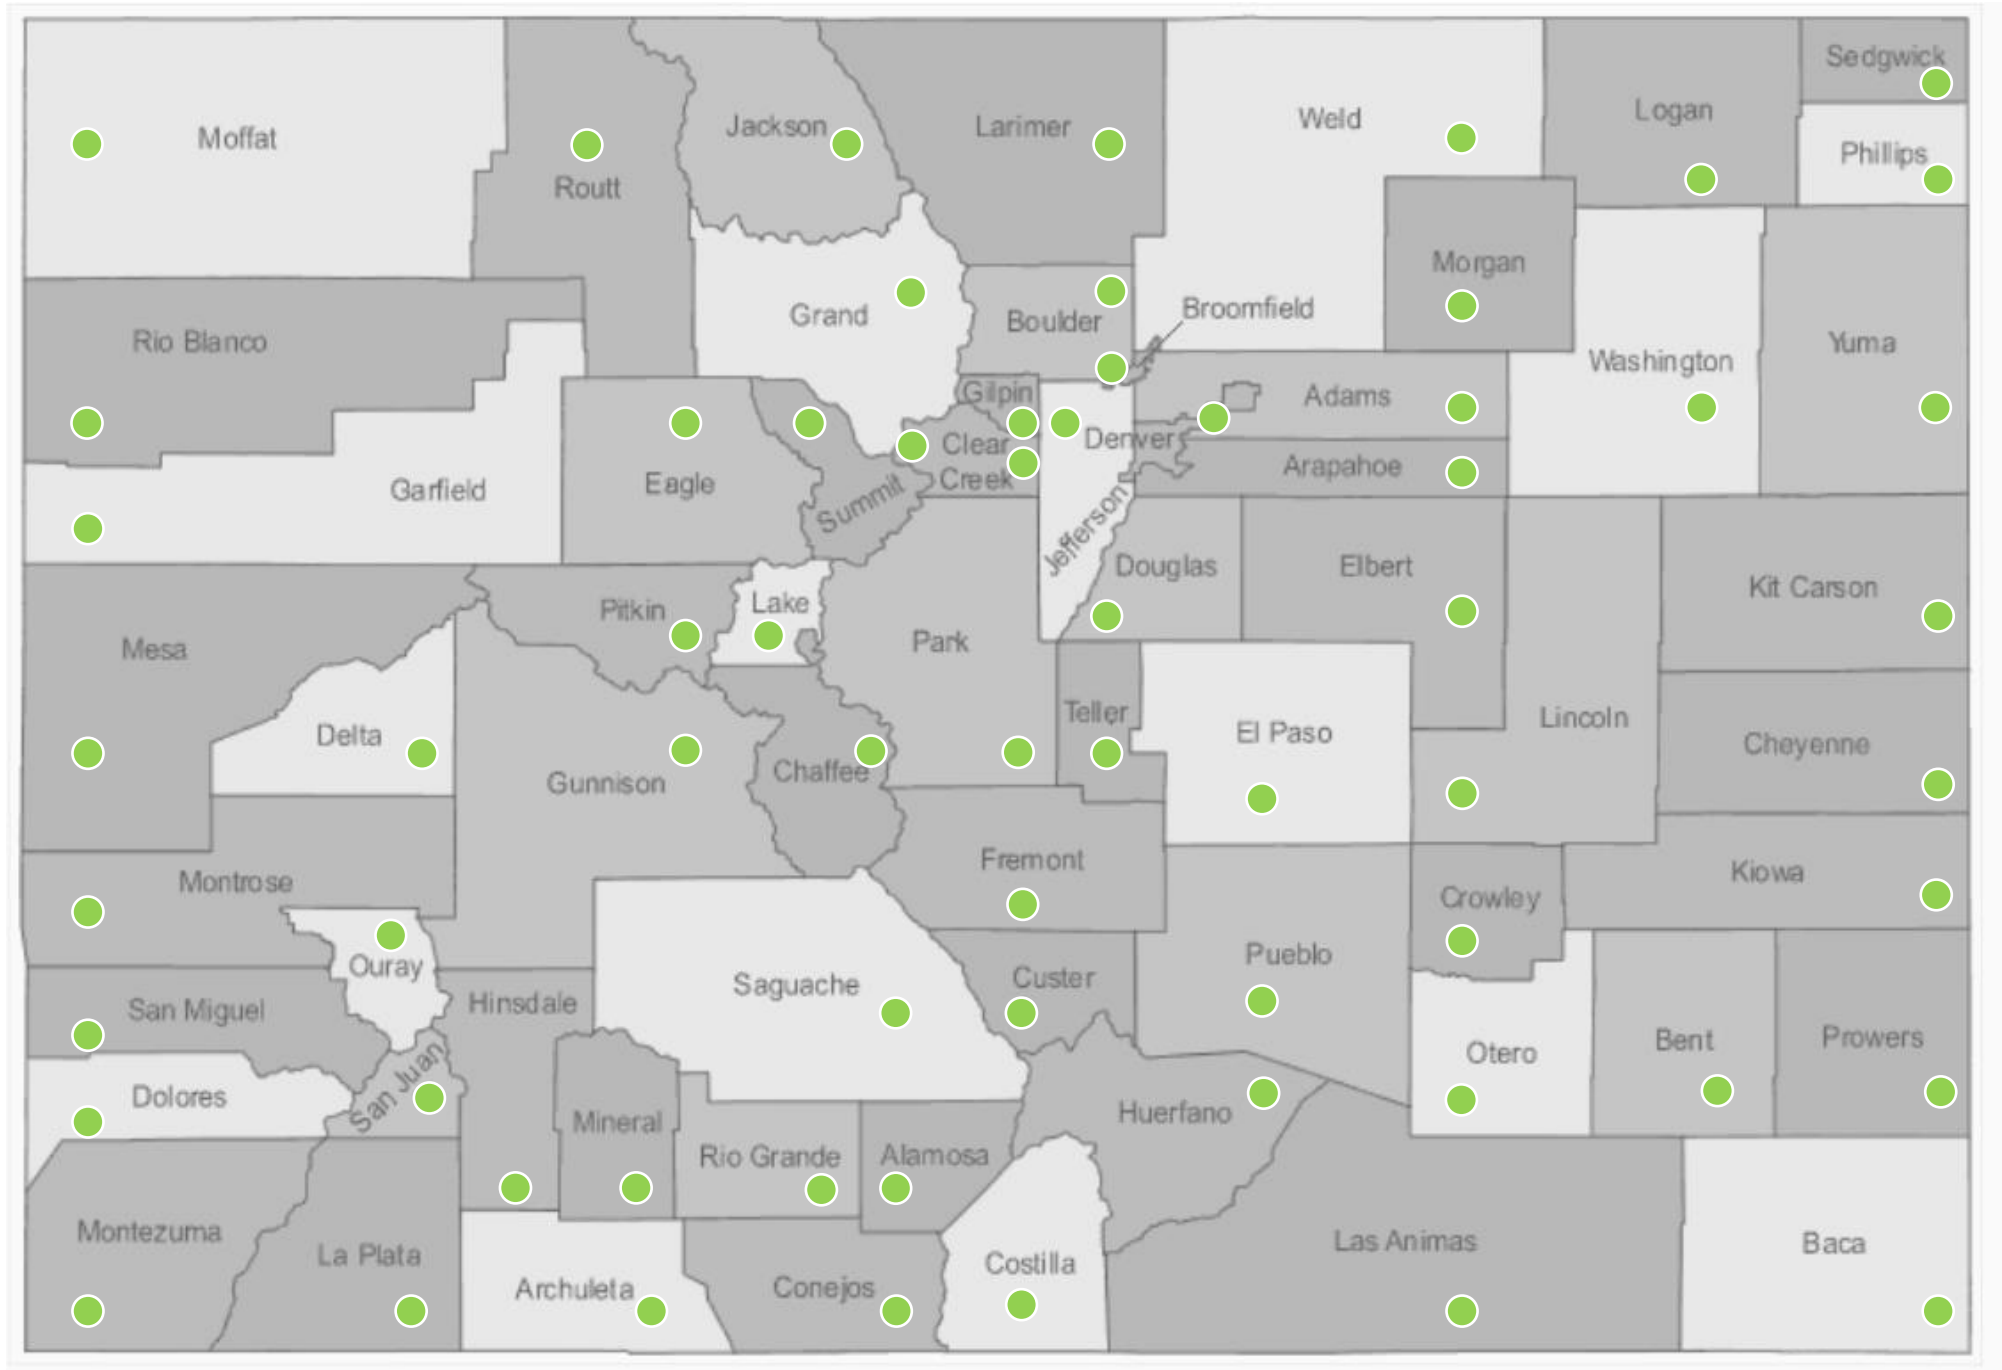 Sedgwick
Moffat
Jackson
Larimer
Weld
Logan
Phillips
Routt
Morgan
Rio Blanco
Grand
Boulder
Broomfield
Washington
Yuma
Gilpin
Adams
Clear
Creek
Denver
Arapahoe
Garfield
Eagle
Summit
Jefferson
Douglas
Elbert
Kit Carson
Mesa
Pitkin
Lake
Park
Delta
Gunnison
Chaffee
Teller
El Paso
Lincoln
Cheyenne
Montrose
Fremont
Crowley
Kiowa
Ouray
Saguache
Custer
Pueblo
San Miguel
Hinsdale
Otero
Bent
Prowers
Dolores
San Juan
Mineral
Rio Grande
Alamosa
Huerfano
Montezuma
La Plata
Archuleta
Conejos
Costilla
Las Animas
Baca